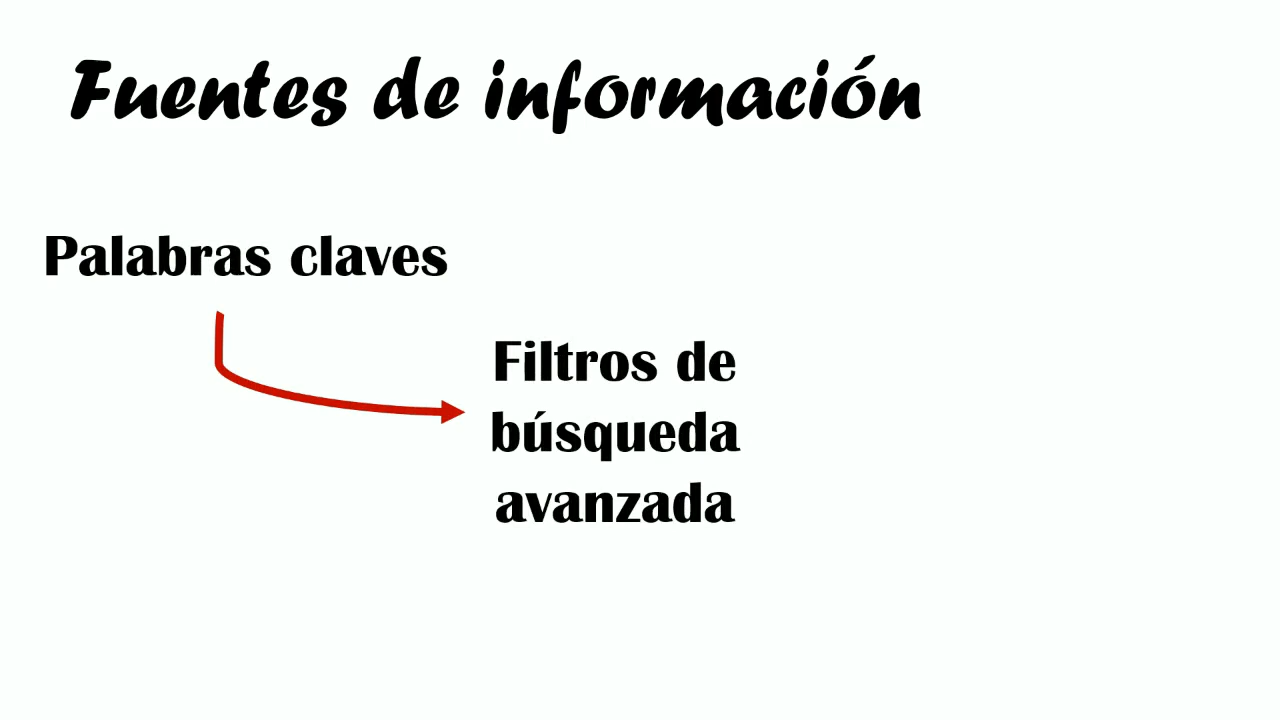 Fuentes de información
Palabras claves
Filtros de
búsqueda
avanzada